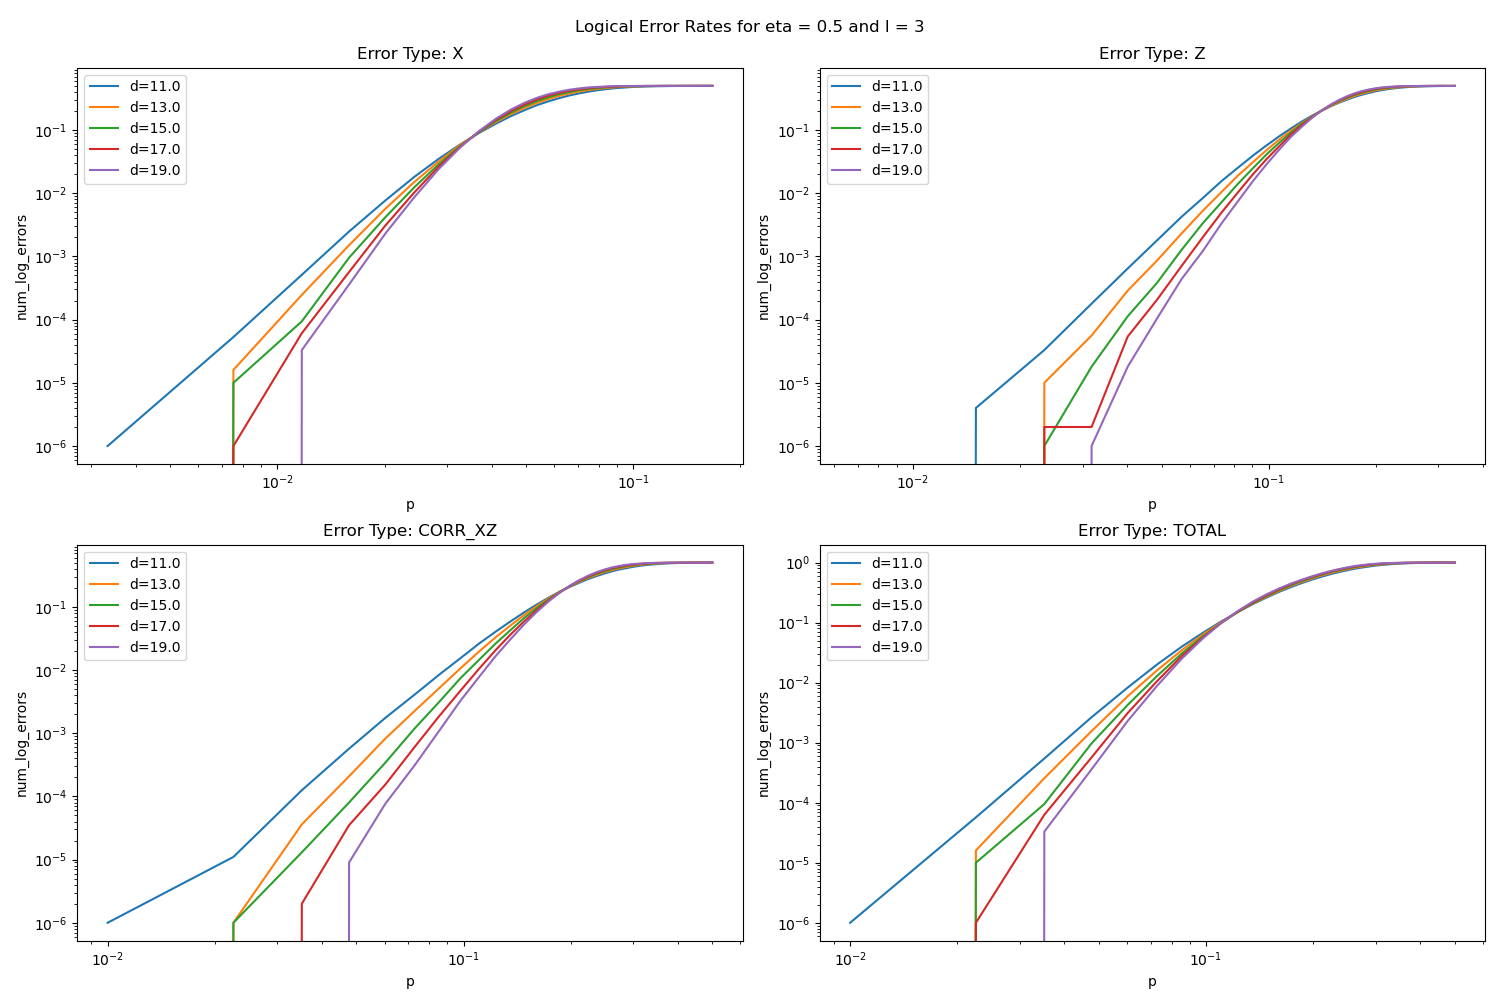 Logical Error Rates for eta = 0.5 and l = 3
Error Type: X
d=11.0
d=13.0
d=15.0
d=17.0
d=19.0
10⁻¹
10⁻²
10⁻³
10⁻⁴
10⁻⁵
10⁻⁶
num_log_errors
10⁻² 10⁻¹
p
Error Type: Z
d=11.0
d=13.0
d=15.0
d=17.0
d=19.0
10⁻¹
10⁻²
10⁻³
10⁻⁴
10⁻⁵
10⁻⁶
num_log_errors
10⁻² 10⁻¹
p
Error Type: CORR_XZ
d=11.0
d=13.0
d=15.0
d=17.0
d=19.0
10⁻¹
10⁻²
10⁻³
10⁻⁴
10⁻⁵
10⁻⁶
num_log_errors
10⁻² 10⁻¹
p
Error Type: TOTAL
d=11.0
d=13.0
d=15.0
d=17.0
d=19.0
10⁰
10⁻¹
10⁻²
10⁻³
10⁻⁴
10⁻⁵
10⁻⁶
num_log_errors
10⁻² 10⁻¹
p